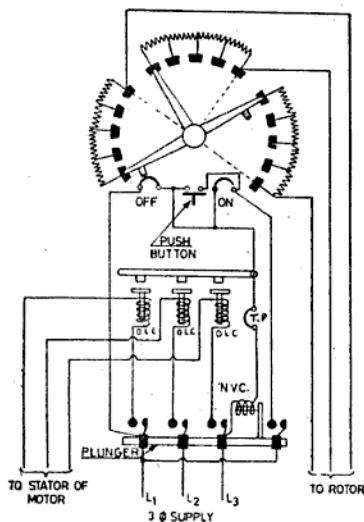 OFF
ON
PUSH
BUTTON
O L C
O L C
O L C
T.P
N.V.C.
PLUNGER
TO STATOR OF
MOTOR
L1
L2
L3
3 Ø SUPPLY
TO ROTOR